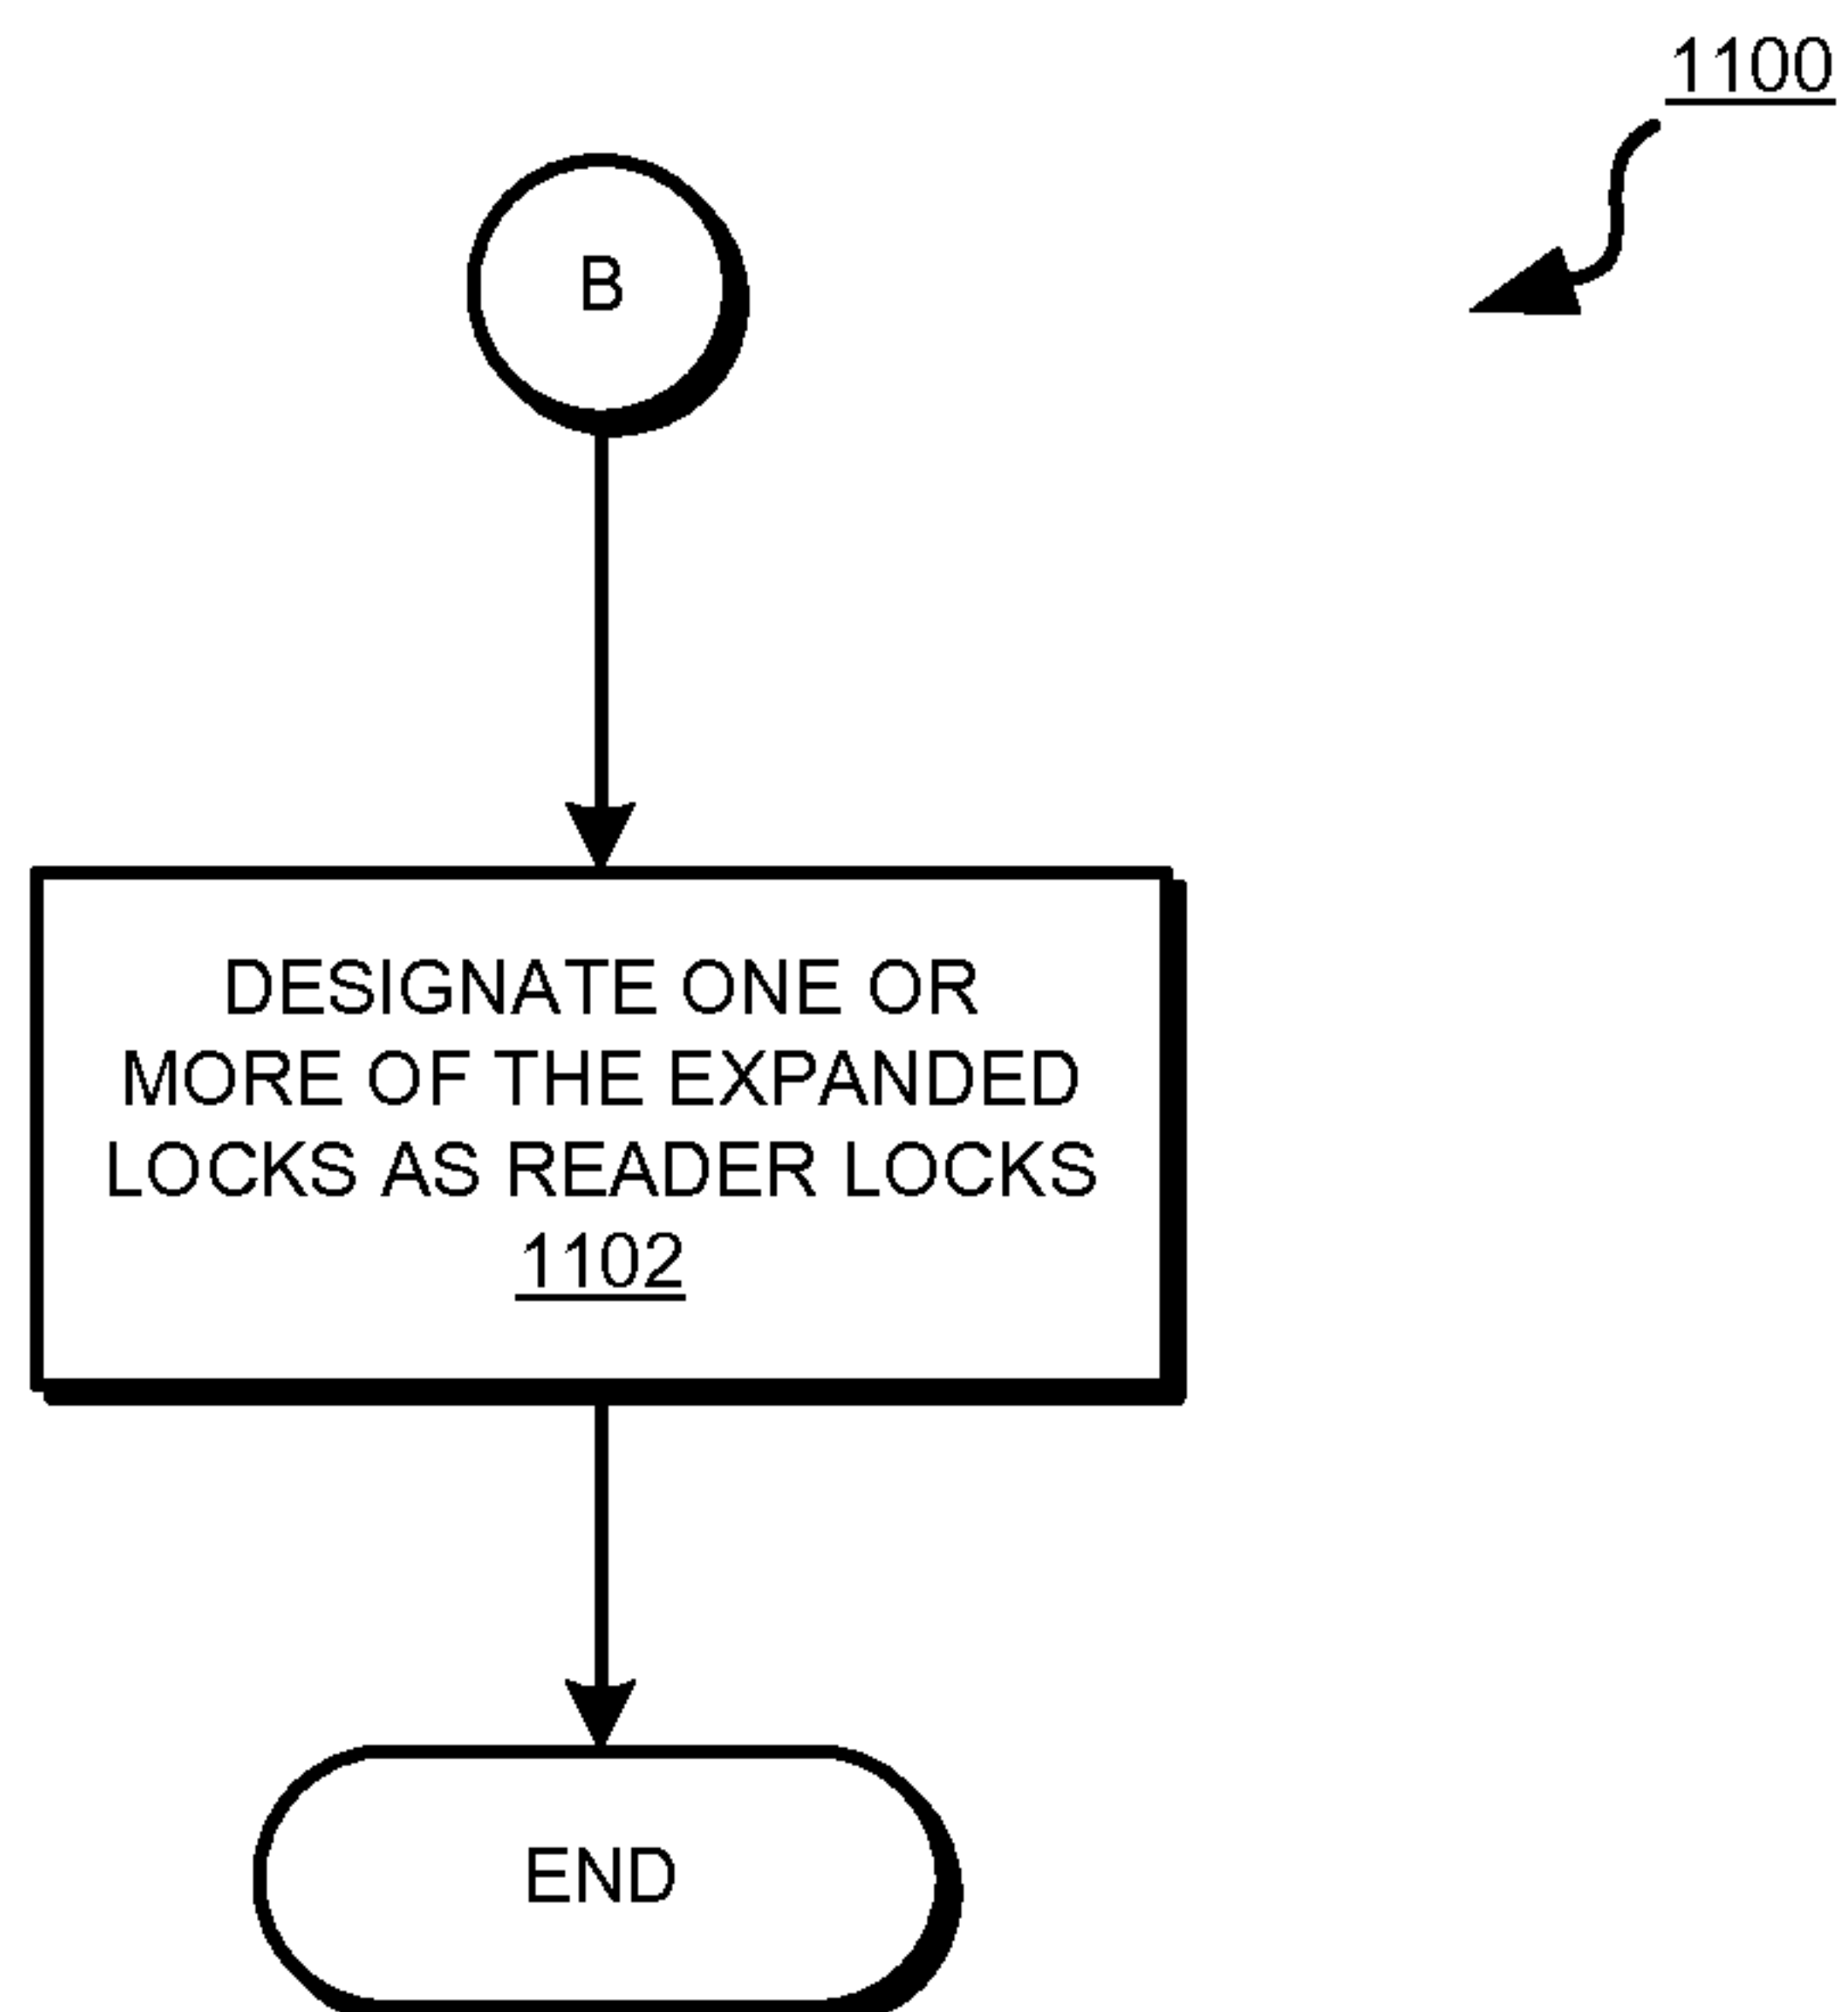 1100
B
DESIGNATE ONE OR
MORE OF THE EXPANDED
LOCKS AS READER LOCKS
1102
END